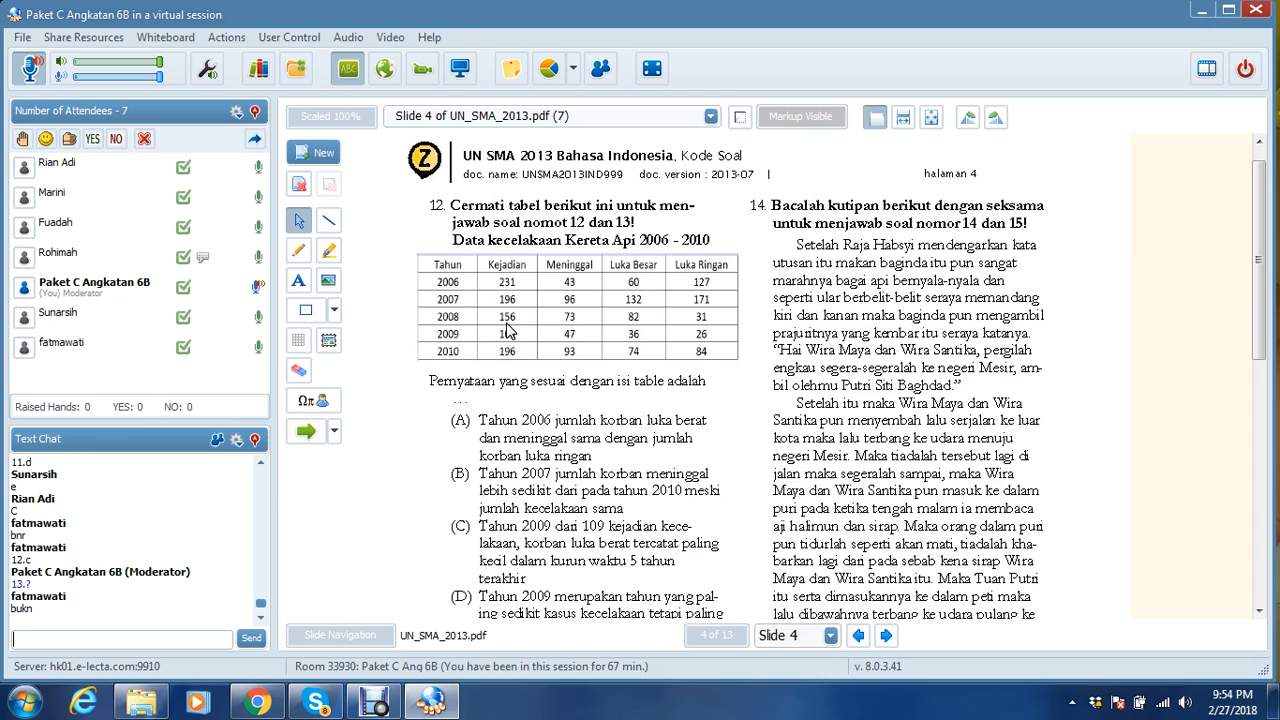 Paket C Angkatan 6B in a virtual session
File Share Resources Whiteboard Actions User Control Audio Video Help
Number of Attendees - 7
YES NO
Rian Adi
Marini
Fuadah
Rohimah
Paket C Angkatan 6B
(You) Moderator
Sunarsih
fatmawati
Raised Hands: 0 YES: 0 NO: 0
Text Chat
11.d
Sunarsih
e
Rian Adi
C
fatmawati
bnr
fatmawati
12.c
Paket C Angkatan 6B (Moderator)
13.?
fatmawati
bukn
Send
Scaled 100%
Slide 4 of UN_SMA_2013.pdf (7)
Markup Visible
New
ABC
A
Ωπ
Z
UN SMA 2013 Bahasa Indonesia, Kode Soal
doc. name: UNSMA2013IND999 doc. version : 2013-07 | halaman 4
12. Cermati tabel berikut ini untuk men-
jawab soal nomot 12 dan 13!
Data kecelakaan Kereta Api 2006 - 2010
Tahun Kejadian Meninggal Luka Besar Luka Ringan
2006 231 43 60 127
2007 196 96 132 171
2008 156 73 82 31
2009 47 36 26
2010 196 93 74 84
Pernyataan yang sesuai dengan isi table adalah
. . .
(A) Tahun 2006 jumlah korban luka berat
dan meninggal sama dengan jumlah
korban luka ringan
(B) Tahun 2007 jumlah korban meninggal
lebih sedikit dari pada tahun 2010 meski
jumlah kecelakaan sama
(C) Tahun 2009 dari 109 kejadian kece-
lakaan, korban luka berat tercatat paling
kecil dalam kurun waktu 5 tahun
terakhir
(D) Tahun 2009 merupakan tahun yang pal-
ing sedikit kasus kecelakaan tetapi paling
14. Bacalah kutipan berikut dengan seksama
untuk menjawab soal nomor 14 dan 15!
Setelah Raja Habsyi mendengarkan kata
utusan itu makan baginda itu pun sangat
marahnya bagai api bernyala-nyala dan
seperti ular berbelit-belit seraya memandang
kiri dan kanan maka baginda pun mengambil
prajuritnya yang kembar itu seraya katanya.
“Hai Wira Maya dan Wira Santika, pergilah
engkau segera-segeralah ke negeri Mesir, am-
bil olehmu Putri Siti Baghdad.”
Setelah itu maka Wira Maya dan Wira
Santika pun menyembah lalu serjalan ke luar
kota maka lalu terbang ke udara menuju
negeri Mesir. Maka tiadalah tersebut lagi di
jalan maka segeralah sampai, maka Wira
Maya dan Wira Santika pun masuk ke dalam
puri pada ketika tengah malam ia membaca
aji halimun dan sirap. Maka orang dalam puri
pun tidurlah seperti akan mati, tiadalah kha-
barkan lagi dari pada sebab kena sirap Wira
Maya dan Wira Santika itu. Maka Tuan Putri
itu serta dimasukannya ke dalam peti maka
lalu dibawahnya terbang ke udara pulang ke
Slide Navigation UN_SMA_2013.pdf 4 of 13 Slide 4
Server: hk01.e-lecta.com:9910 Room 33930: Paket C Ang 6B (You have been in this session for 67 min.) v. 8.0.3.41
9:54 PM
2/27/2018